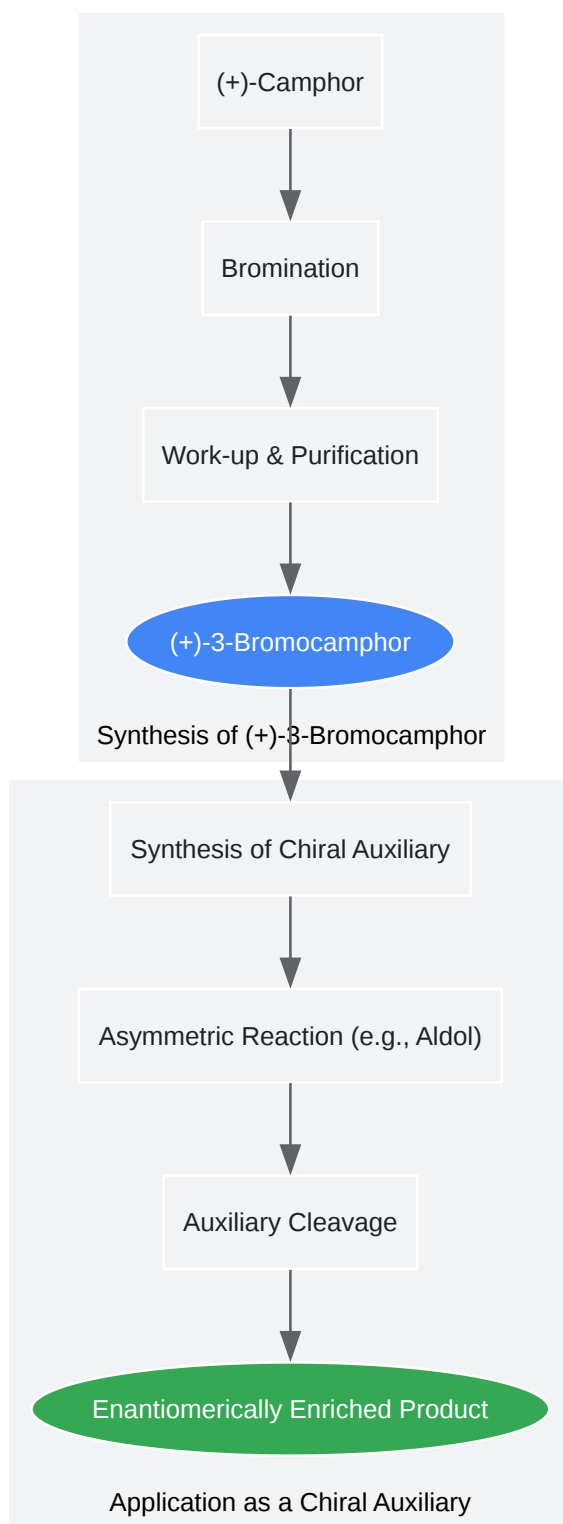 (+)-Camphor
Bromination
Work-up & Purification
(+)-3-Bromocamphor
Synthesis of (+)-3-Bromocamphor
Synthesis of Chiral Auxiliary
Asymmetric Reaction (e.g., Aldol)
Auxiliary Cleavage
Enantiomerically Enriched Product
Application as a Chiral Auxiliary